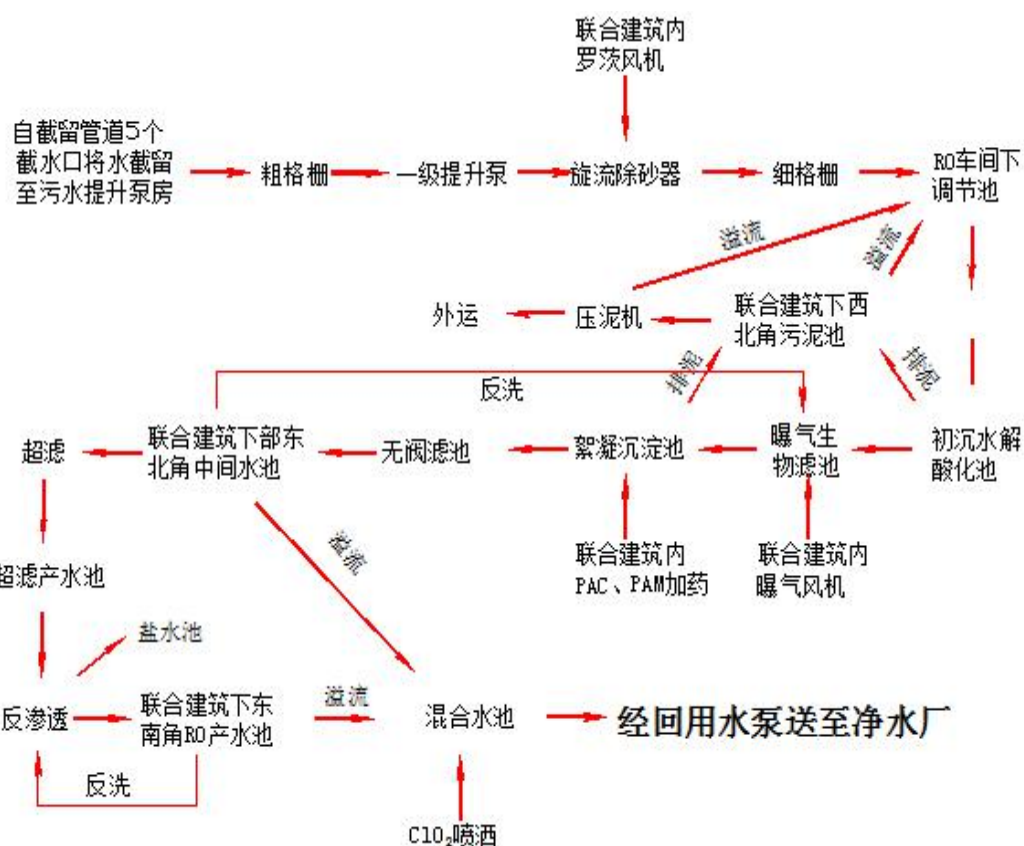 联合建筑内
罗茨风机
自截留管道5个
截水口将水截留
至污水提升泵房
粗格栅
一级提升泵
旋流除砂器
细格栅
RO车间下
调节池
溢流
溢流
外运
压泥机
联合建筑下西
北角污泥池
排泥
排泥
反洗
超滤
联合建筑下部东
北角中间水池
无阀滤池
絮凝沉淀池
曝气生
物滤池
初沉水解
酸化池
溢流
联合建筑内
PAC、PAM加药
联合建筑内
曝气风机
超滤产水池
盐水池
反渗透
联合建筑下东
南角RO产水池
溢流
混合水池
经回用水泵送至净水厂
反洗
ClO₂喷洒